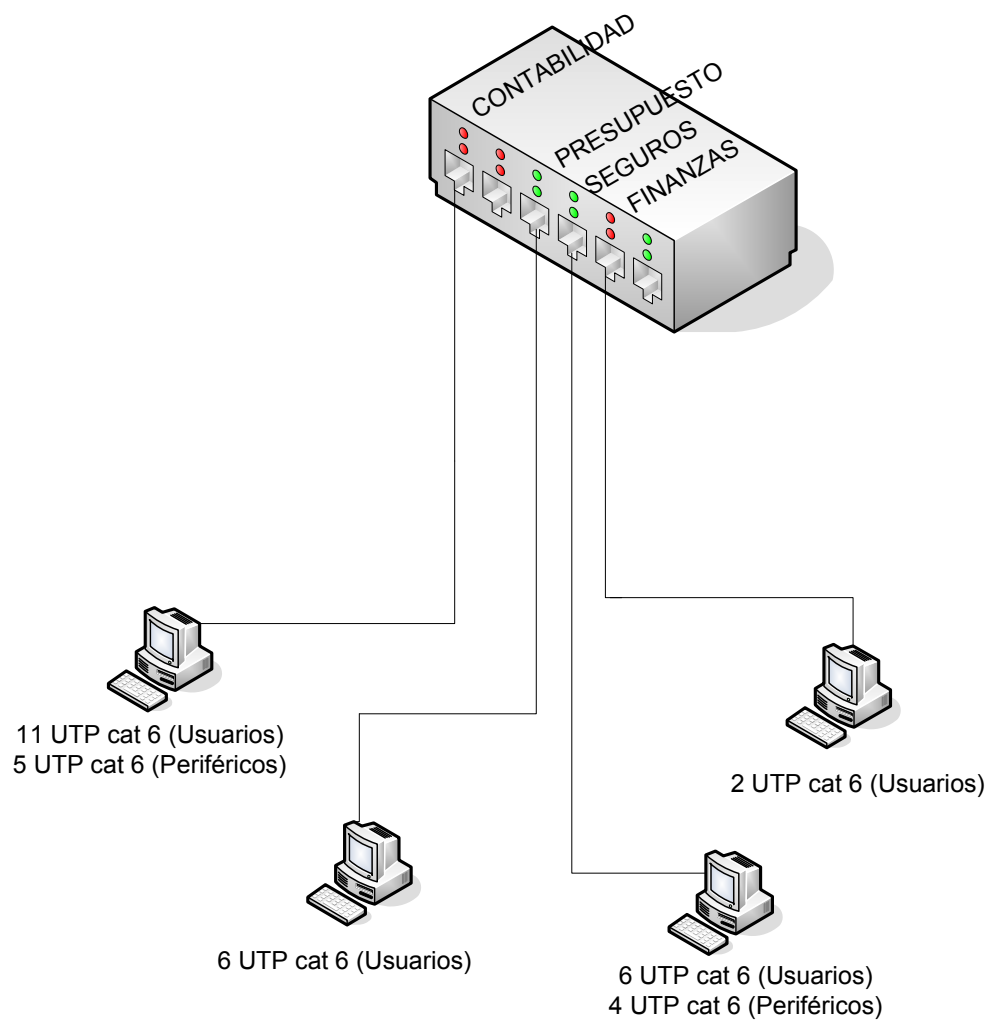 CONTABILIDAD
PRESUPUESTO
SEGUROS
FINANZAS
11 UTP cat 6 (Usuarios)
5 UTP cat 6 (Periféricos)
2 UTP cat 6 (Usuarios)
6 UTP cat 6 (Usuarios)
6 UTP cat 6 (Usuarios)
4 UTP cat 6 (Periféricos)